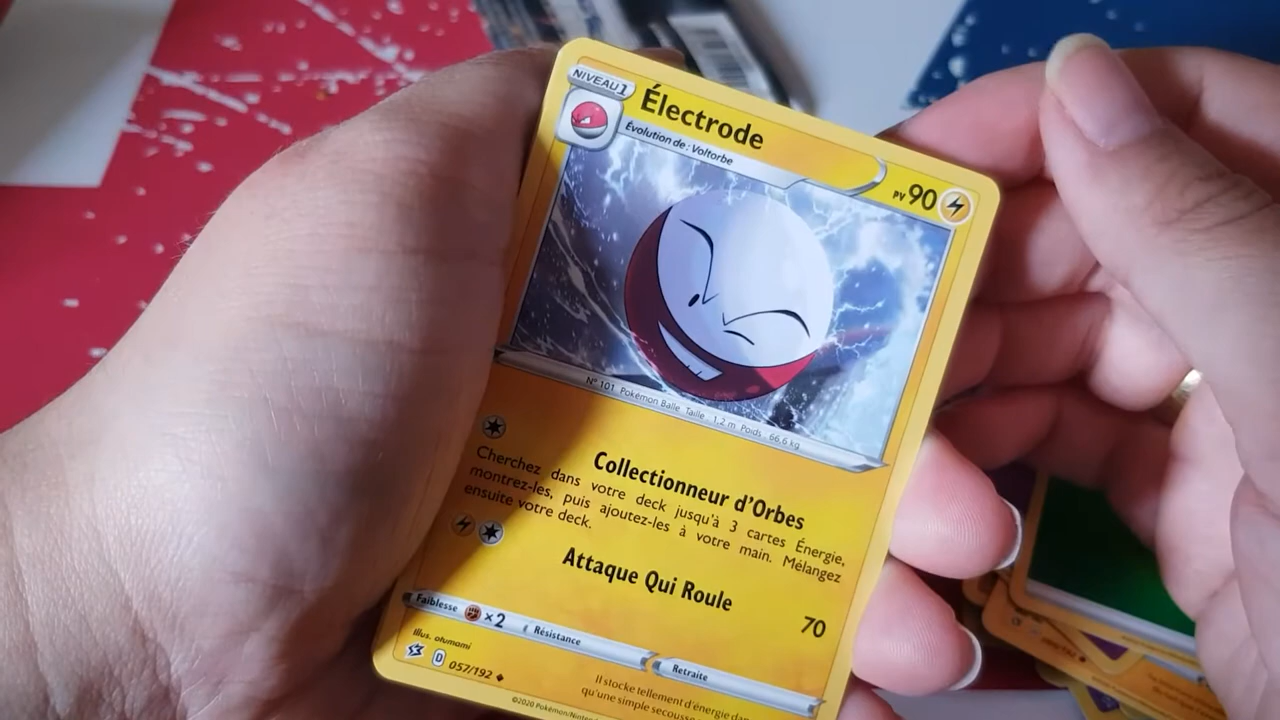 NIVEAU 1
Électrode
Évolution de : Voltorbe
PV 90
N° 101 Pokémon Balle Taille : 1,2 m Poids : 66,6 kg
Collectionneur d'Orbes
Cherchez dans votre deck jusqu'à 3 cartes Énergie,
montrez-les, puis ajoutez-les à votre main. Mélangez
ensuite votre deck.
Attaque Qui Roule
70
Faiblesse ×2 Résistance Retraite
Illus. otumami
D 057/192
Il stocke tellement d'énergie dans
qu'une simple secousse
©2020 Pokémon/Nintendo